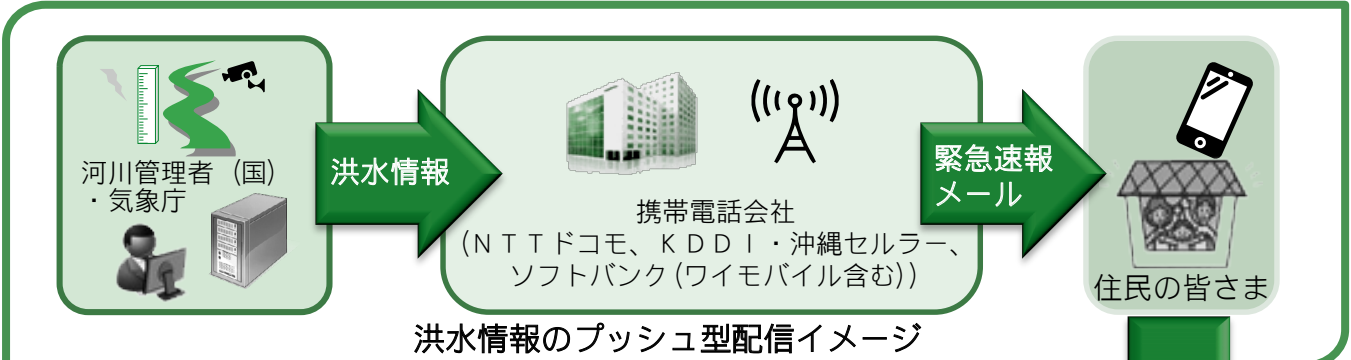 河川管理者（国）
・気象庁
洪水情報
携帯電話会社
（ＮＴＴドコモ、ＫＤＤＩ・沖縄セルラー、
ソフトバンク（ワイモバイル含む））
緊急速報
メール
住民の皆さま
洪水情報のプッシュ型配信イメージ